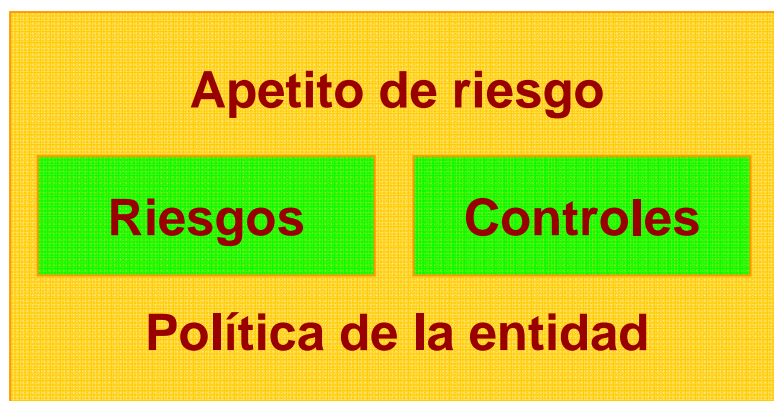 Apetito de riesgo
Riesgos
Controles
Política de la entidad